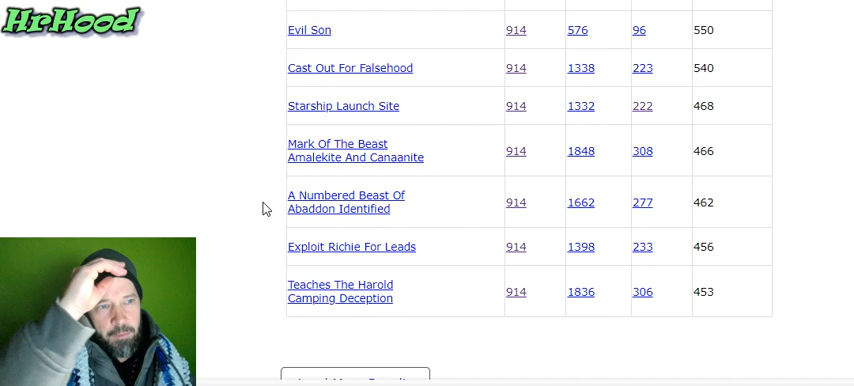 HrHood
Evil Son 914 576 96 550
Cast Out For Falsehood 914 1338 223 540
Starship Launch Site 914 1332 222 468
Mark Of The Beast
Amalekite And Canaanite 914 1848 308 466
A Numbered Beast Of
Abaddon Identified 914 1662 277 462
Exploit Richie For Leads 914 1398 233 456
Teaches The Harold
Camping Deception 914 1836 306 453